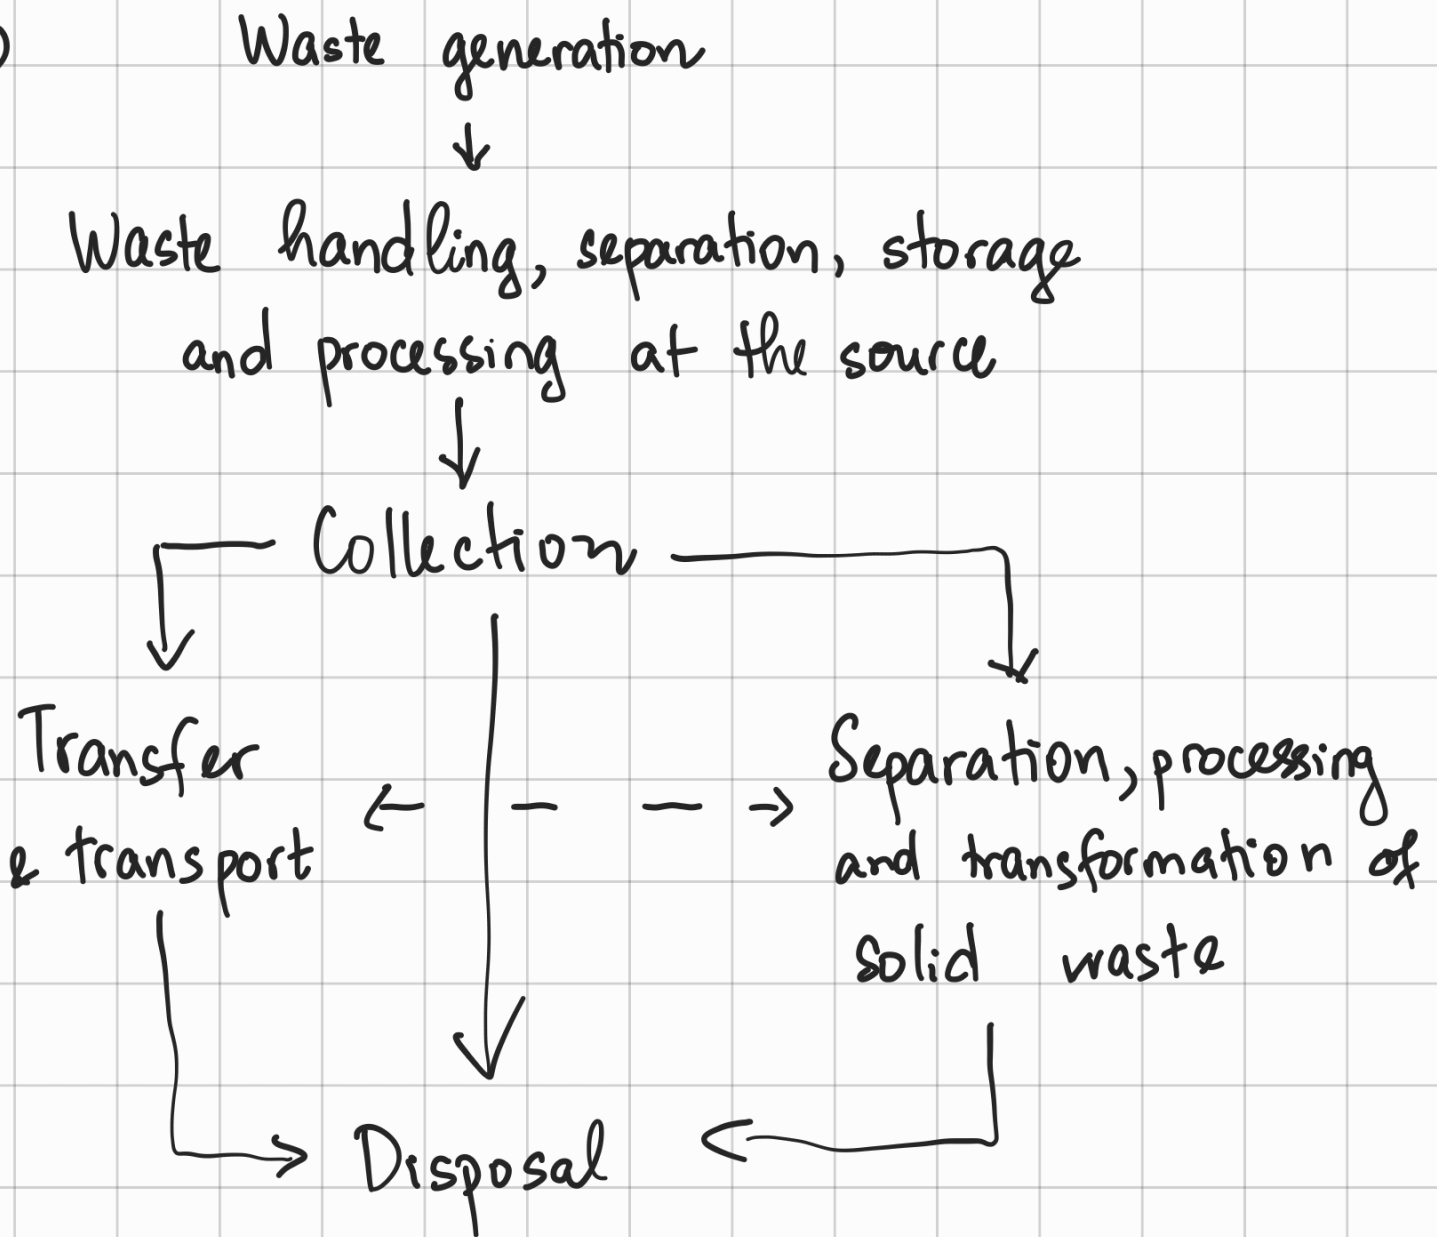 )
Waste generation
Waste handling, separation, storage
and processing at the source
Collection
Transfer
& transport
Separation, processing
and transformation of
solid waste
Disposal